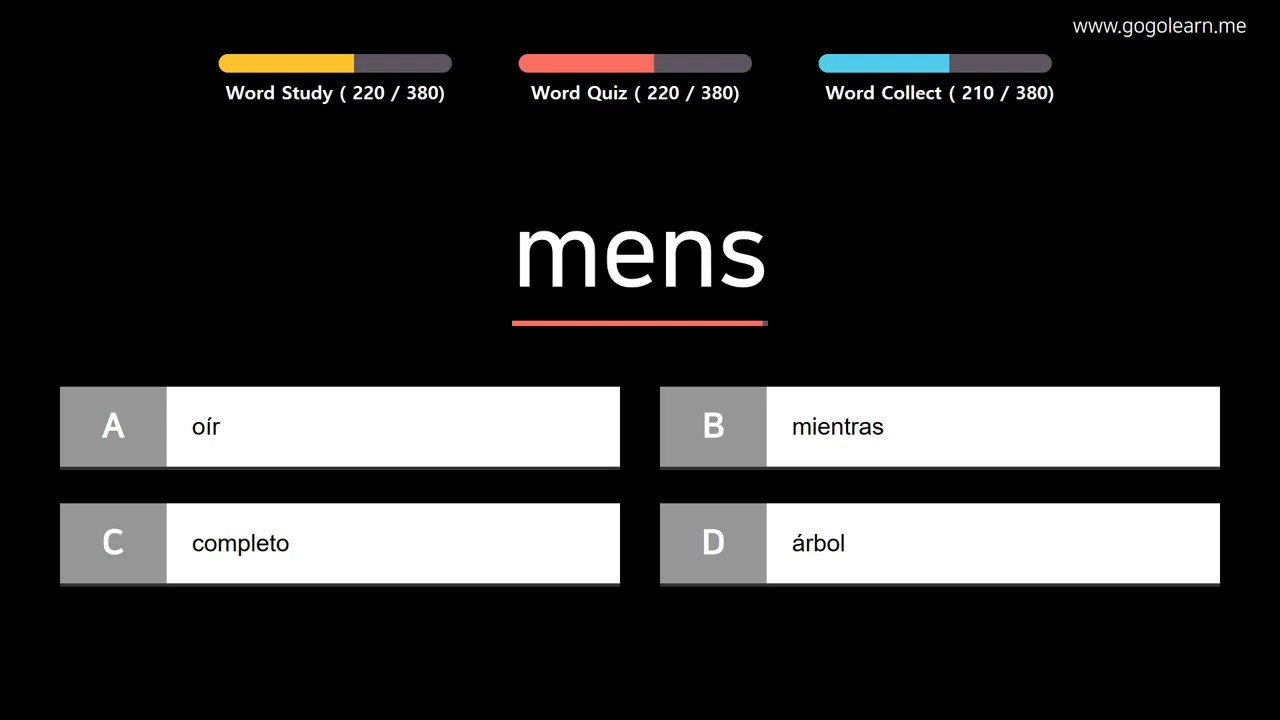 www.gogolearn.me
Word Study ( 220 / 380)
Word Quiz ( 220 / 380)
Word Collect ( 210 / 380)
mens
A oír
B mientras
C completo
D árbol